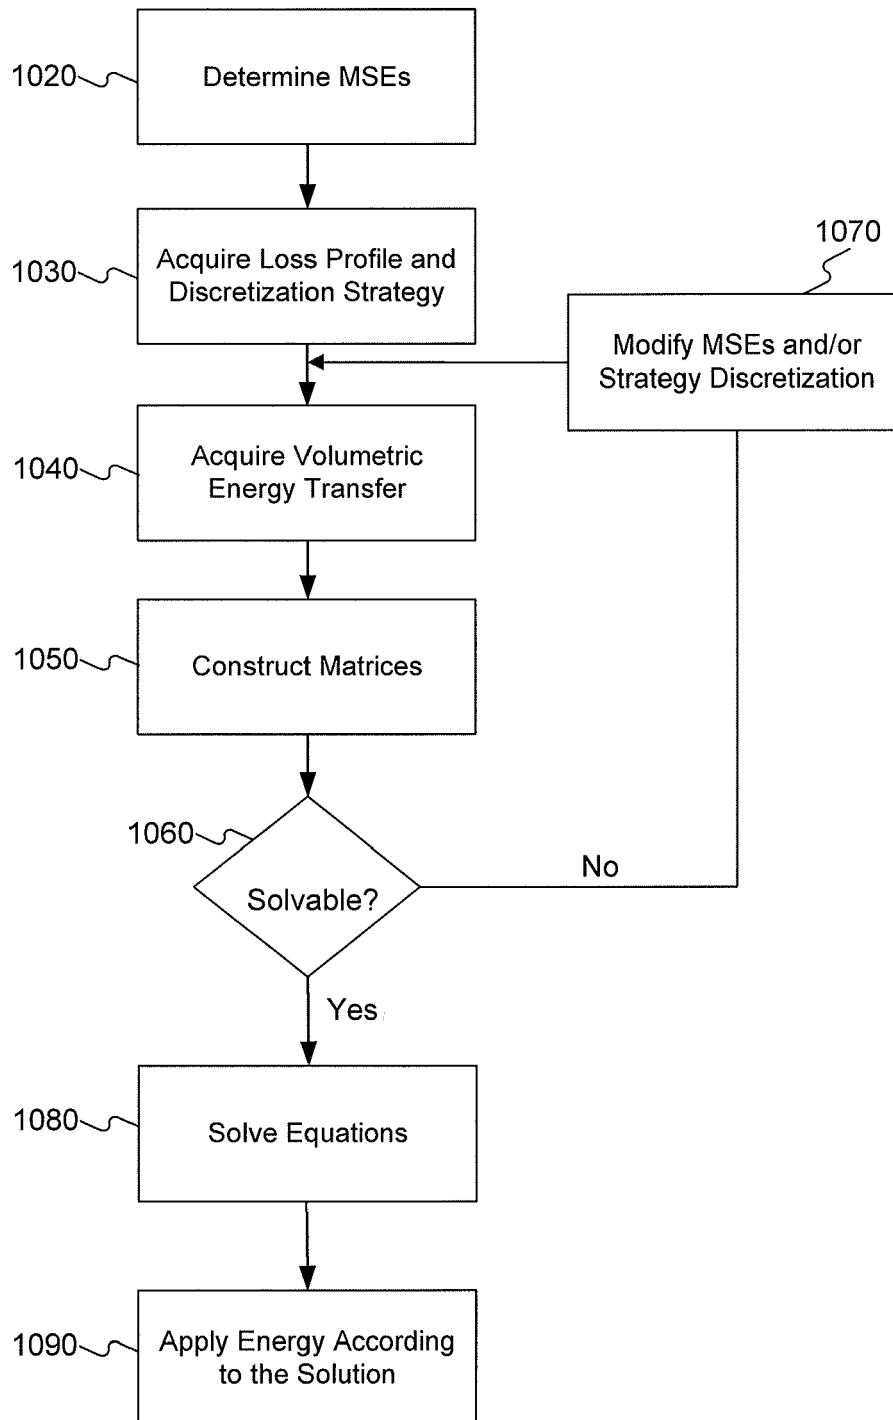 1020
Determine MSEs
1030
Acquire Loss Profile and
Discretization Strategy
1070
Modify MSEs and/or
Strategy Discretization
1040
Acquire Volumetric
Energy Transfer
1050
Construct Matrices
1060
Solvable?
No
Yes
1080
Solve Equations
1090
Apply Energy According
to the Solution